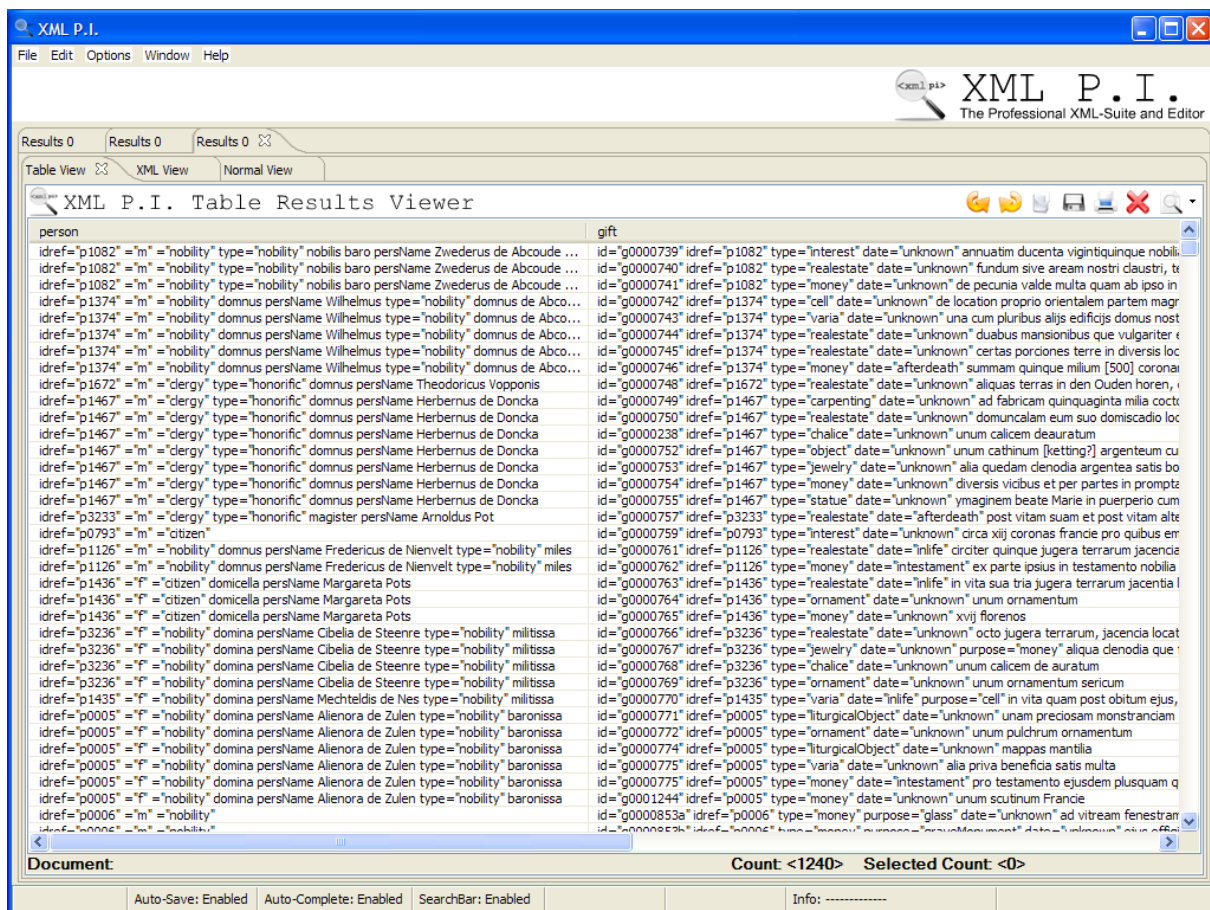 XML P.I.
File Edit Options Window Help
<xml pi> XML P.I.
The Professional XML-Suite and Editor
Results 0 Results 0 Results 0
Table View XML View Normal View
XML P.I. Table Results Viewer
person gift
idref="p1082" ="m" ="nobility" type="nobility" nobilis baro persName Zwederus de Abcoude ... id="g0000739" idref="p1082" type="interest" date="unknown" annuatim ducenta vigintiquinque nobili
idref="p1082" ="m" ="nobility" type="nobility" nobilis baro persName Zwederus de Abcoude ... id="g0000740" idref="p1082" type="realestate" date="unknown" fundum sive aream nostri claustri, te
idref="p1082" ="m" ="nobility" type="nobility" nobilis baro persName Zwederus de Abcoude ... id="g0000741" idref="p1082" type="money" date="unknown" de pecunia valde multa quam ab ipso in
idref="p1374" ="m" ="nobility" domnus persName Wilhelmus type="nobility" domnus de Abco... id="g0000742" idref="p1374" type="cell" date="unknown" de location proprio orientalem partem magr
idref="p1374" ="m" ="nobility" domnus persName Wilhelmus type="nobility" domnus de Abco... id="g0000743" idref="p1374" type="varia" date="unknown" una cum pluribus alijs edificijs domus nost
idref="p1374" ="m" ="nobility" domnus persName Wilhelmus type="nobility" domnus de Abco... id="g0000744" idref="p1374" type="realestate" date="unknown" duabus mansionibus que vulgariter e
idref="p1374" ="m" ="nobility" domnus persName Wilhelmus type="nobility" domnus de Abco... id="g0000745" idref="p1374" type="realestate" date="unknown" certas porciones terre in diversis loc
idref="p1374" ="m" ="nobility" domnus persName Wilhelmus type="nobility" domnus de Abco... id="g0000746" idref="p1374" type="money" date="afterdeath" summam quinque milium [500] coronar
idref="p1672" ="m" ="clergy" type="honorific" domnus persName Theodoricus Vopponis id="g0000748" idref="p1672" type="realestate" date="unknown" aliquas terras in den Ouden horen,
idref="p1467" ="m" ="clergy" type="honorific" domnus persName Herbernus de Doncka id="g0000749" idref="p1467" type="carpenting" date="unknown" ad fabricam quinquaginta milia cocto
idref="p1467" ="m" ="clergy" type="honorific" domnus persName Herbernus de Doncka id="g0000750" idref="p1467" type="realestate" date="unknown" domuncalam eum suo domiscadio loc
idref="p1467" ="m" ="clergy" type="honorific" domnus persName Herbernus de Doncka id="g0000238" idref="p1467" type="chalice" date="unknown" unum calicem deauratum
idref="p1467" ="m" ="clergy" type="honorific" domnus persName Herbernus de Doncka id="g0000752" idref="p1467" type="object" date="unknown" unum cathinum [ketting?] argenteum cu
idref="p1467" ="m" ="clergy" type="honorific" domnus persName Herbernus de Doncka id="g0000753" idref="p1467" type="jewelry" date="unknown" alia quedam clenodia argentea satis bo
idref="p1467" ="m" ="clergy" type="honorific" domnus persName Herbernus de Doncka id="g0000754" idref="p1467" type="money" date="unknown" diversis vicibus et per partes in prompta
idref="p1467" ="m" ="clergy" type="honorific" domnus persName Herbernus de Doncka id="g0000755" idref="p1467" type="statue" date="unknown" ymaginem beate Marie in puerperio cum
idref="p3233" ="m" ="clergy" type="honorific" magister persName Arnoldus Pot id="g0000757" idref="p3233" type="realestate" date="afterdeath" post vitam suam et post vitam alte
idref="p0793" ="m" ="citizen" id="g0000759" idref="p0793" type="interest" date="unknown" circa xiij coronas francie pro quibus em
idref="p1126" ="m" ="nobility" domnus persName Fredericus de Nienvelt type="nobility" miles id="g0000761" idref="p1126" type="realestate" date="inlife" circiter quinque jugera terrarum jacencia
idref="p1126" ="m" ="nobility" domnus persName Fredericus de Nienvelt type="nobility" miles id="g0000762" idref="p1126" type="money" date="intestament" ex parte ipsius in testamento nobilia
idref="p1436" ="f" ="citizen" domicella persName Margareta Pots id="g0000763" idref="p1436" type="realestate" date="inlife" in vita sua tria jugera terrarum jacentia l
idref="p1436" ="f" ="citizen" domicella persName Margareta Pots id="g0000764" idref="p1436" type="ornament" date="unknown" unum ornamentum
idref="p1436" ="f" ="citizen" domicella persName Margareta Pots id="g0000765" idref="p1436" type="money" date="unknown" xvij florenos
idref="p3236" ="f" ="nobility" domina persName Cibelia de Steenre type="nobility" militissa id="g0000766" idref="p3236" type="realestate" date="unknown" octo jugera terrarum, jacencia locat
idref="p3236" ="f" ="nobility" domina persName Cibelia de Steenre type="nobility" militissa id="g0000767" idref="p3236" type="jewelry" date="unknown" purpose="money" aliqua clenodia que
idref="p3236" ="f" ="nobility" domina persName Cibelia de Steenre type="nobility" militissa id="g0000768" idref="p3236" type="chalice" date="unknown" unum calicem de auratum
idref="p3236" ="f" ="nobility" domina persName Cibelia de Steenre type="nobility" militissa id="g0000769" idref="p3236" type="ornament" date="unknown" unum ornamentum sericum
idref="p1435" ="f" ="nobility" domina persName Mechteldis de Nes type="nobility" militissa id="g0000770" idref="p1435" type="varia" date="inlife" purpose="cell" in vita quam post obitum ejus,
idref="p0005" ="f" ="nobility" domina persName Alienora de Zulen type="nobility" baronissa id="g0000771" idref="p0005" type="liturgicalObject" date="unknown" unam preciosam monstranciam
idref="p0005" ="f" ="nobility" domina persName Alienora de Zulen type="nobility" baronissa id="g0000772" idref="p0005" type="ornament" date="unknown" unum pulchrum ornamentum
idref="p0005" ="f" ="nobility" domina persName Alienora de Zulen type="nobility" baronissa id="g0000774" idref="p0005" type="liturgicalObject" date="unknown" mappas mantilia
idref="p0005" ="f" ="nobility" domina persName Alienora de Zulen type="nobility" baronissa id="g0000775" idref="p0005" type="varia" date="unknown" alia priva beneficia satis multa
idref="p0005" ="f" ="nobility" domina persName Alienora de Zulen type="nobility" baronissa id="g0000775" idref="p0005" type="money" date="intestament" pro testamento ejusdem plusquam q
idref="p0005" ="f" ="nobility" domina persName Alienora de Zulen type="nobility" baronissa id="g0001244" idref="p0005" type="money" date="unknown" unum scutinum Francie
idref="p0006" ="m" ="nobility" id="g0000853a" idref="p0006" type="money" purpose="glass" date="unknown" ad vitream fenestram
idref="p0006" ="m" ="nobility" id="g0000853b" idref="p0006" type="money" purpose="graveMonument" date="unknown" ejus effigi
Document: Count: <1240> Selected Count: <0>
Auto-Save: Enabled Auto-Complete: Enabled SearchBar: Enabled Info: -------------